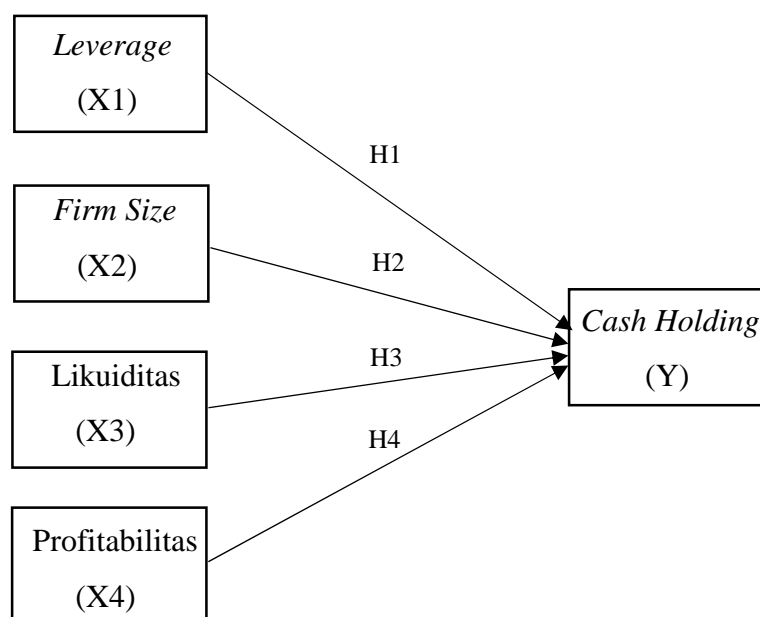 Leverage
(X1)
H1
Firm Size
(X2)
H2
Cash Holding
(Y)
Likuiditas
(X3)
H3
H4
Profitabilitas
(X4)